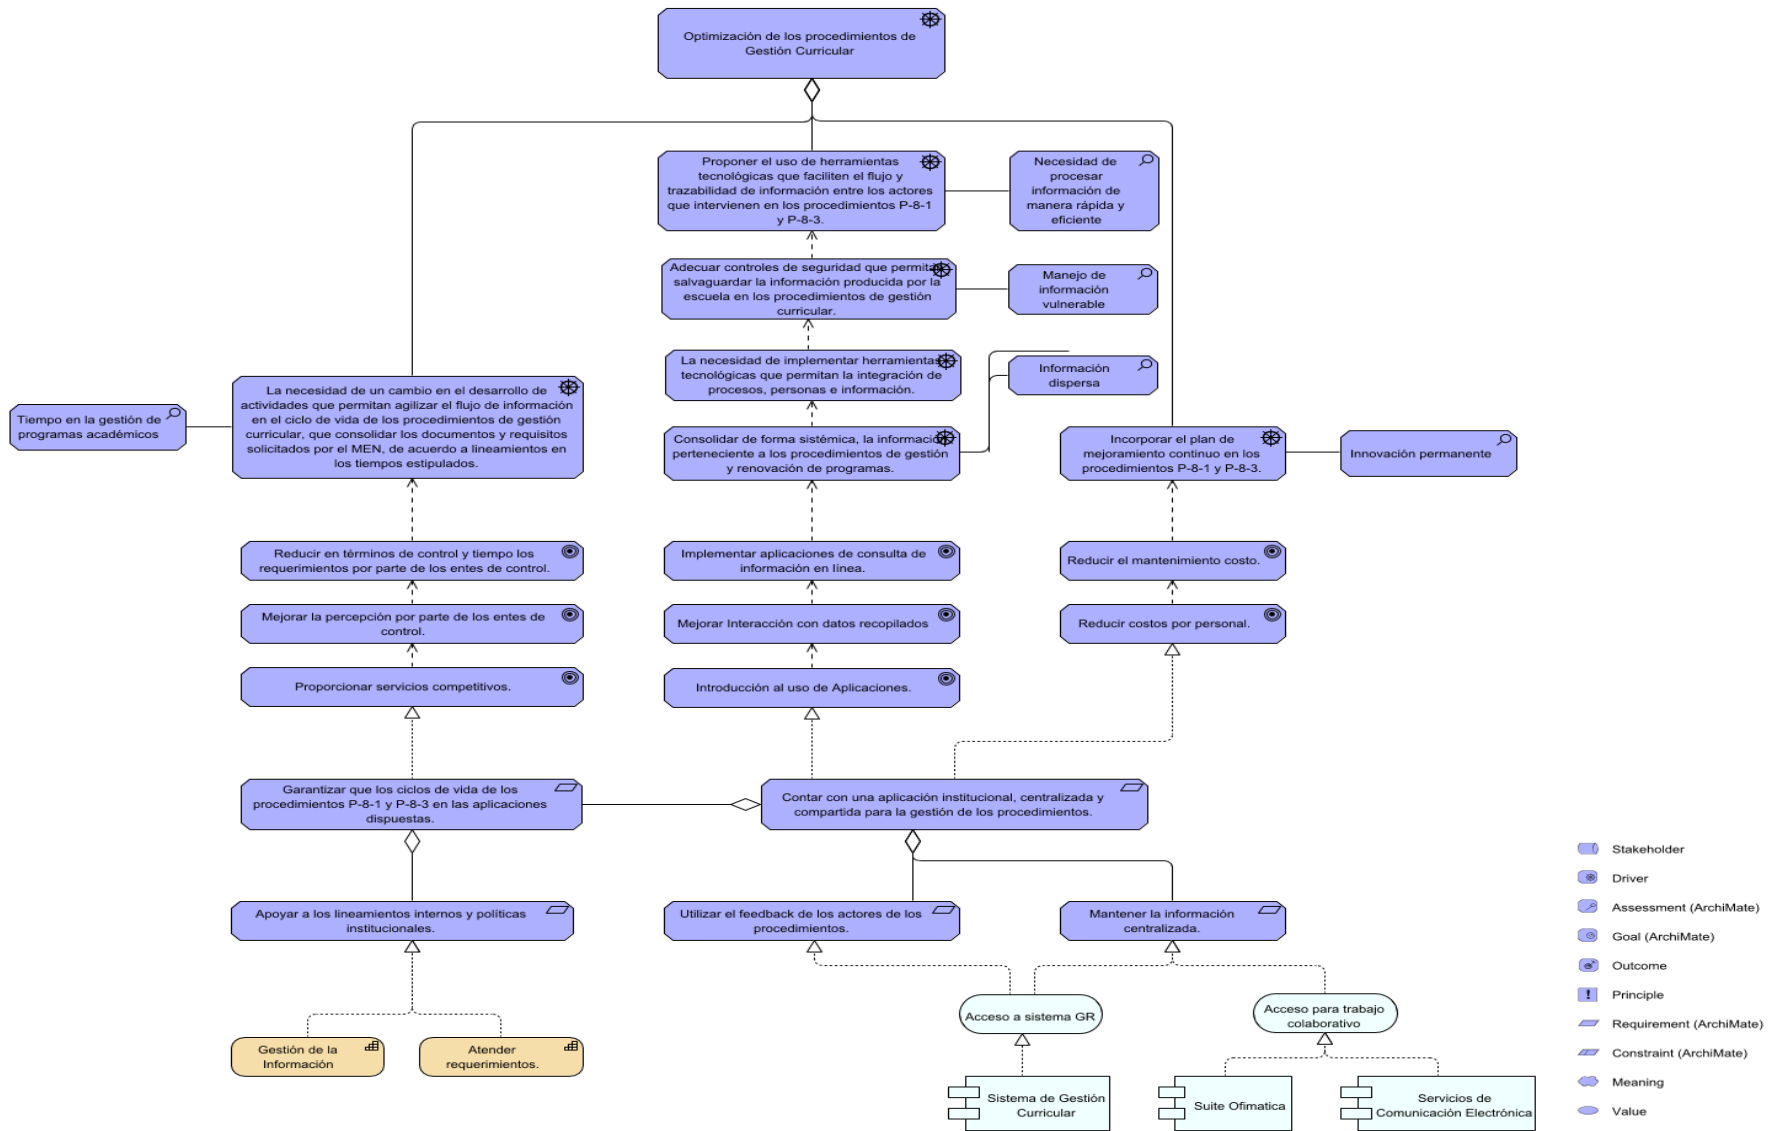 Optimización de los procedimientos de
Gestión Curricular
Proponer el uso de herramientas
tecnológicas que faciliten el flujo y
trazabilidad de información entre los actores
que intervienen en los procedimientos P-8-1
y P-8-3.
Necesidad de
procesar
información de
manera rápida y
eficiente
Adecuar controles de seguridad que permita
salvaguardar la información producida por la
escuela en los procedimientos de gestión
curricular.
Manejo de
información
vulnerable
La necesidad de implementar herramientas
tecnológicas que permitan la integración de
procesos, personas e información.
Información
dispersa
Tiempo en la gestión de
programas académicos
La necesidad de un cambio en el desarrollo de
actividades que permitan agilizar el flujo de información
en el ciclo de vida de los procedimientos de gestión
curricular, que consolidar los documentos y requisitos
solicitados por el MEN, de acuerdo a lineamientos en
los tiempos estipulados.
Consolidar de forma sistémica, la información
perteneciente a los procedimientos de gestión
y renovación de programas.
Incorporar el plan de
mejoramiento continuo en los
procedimientos P-8-1 y P-8-3.
Innovación permanente
Reducir en términos de control y tiempo los
requerimientos por parte de los entes de control.
Implementar aplicaciones de consulta de
información en línea.
Reducir el mantenimiento costo.
Mejorar la percepción por parte de los entes de
control.
Mejorar Interacción con datos recopilados
Reducir costos por personal.
Proporcionar servicios competitivos.
Introducción al uso de Aplicaciones.
Garantizar que los ciclos de vida de los
procedimientos P-8-1 y P-8-3 en las aplicaciones
dispuestas.
Contar con una aplicación institucional, centralizada y
compartida para la gestión de los procedimientos.
Apoyar a los lineamientos internos y políticas
institucionales.
Utilizar el feedback de los actores de los
procedimientos.
Mantener la información
centralizada.
Acceso a sistema GR
Acceso para trabajo
colaborativo
Gestión de la
Información
Atender
requerimientos.
Sistema de Gestión
Curricular
Suite Ofimatica
Servicios de
Comunicación Electrónica
Stakeholder
Driver
Assessment (ArchiMate)
Goal (ArchiMate)
Outcome
Principle
Requirement (ArchiMate)
Constraint (ArchiMate)
Meaning
Value